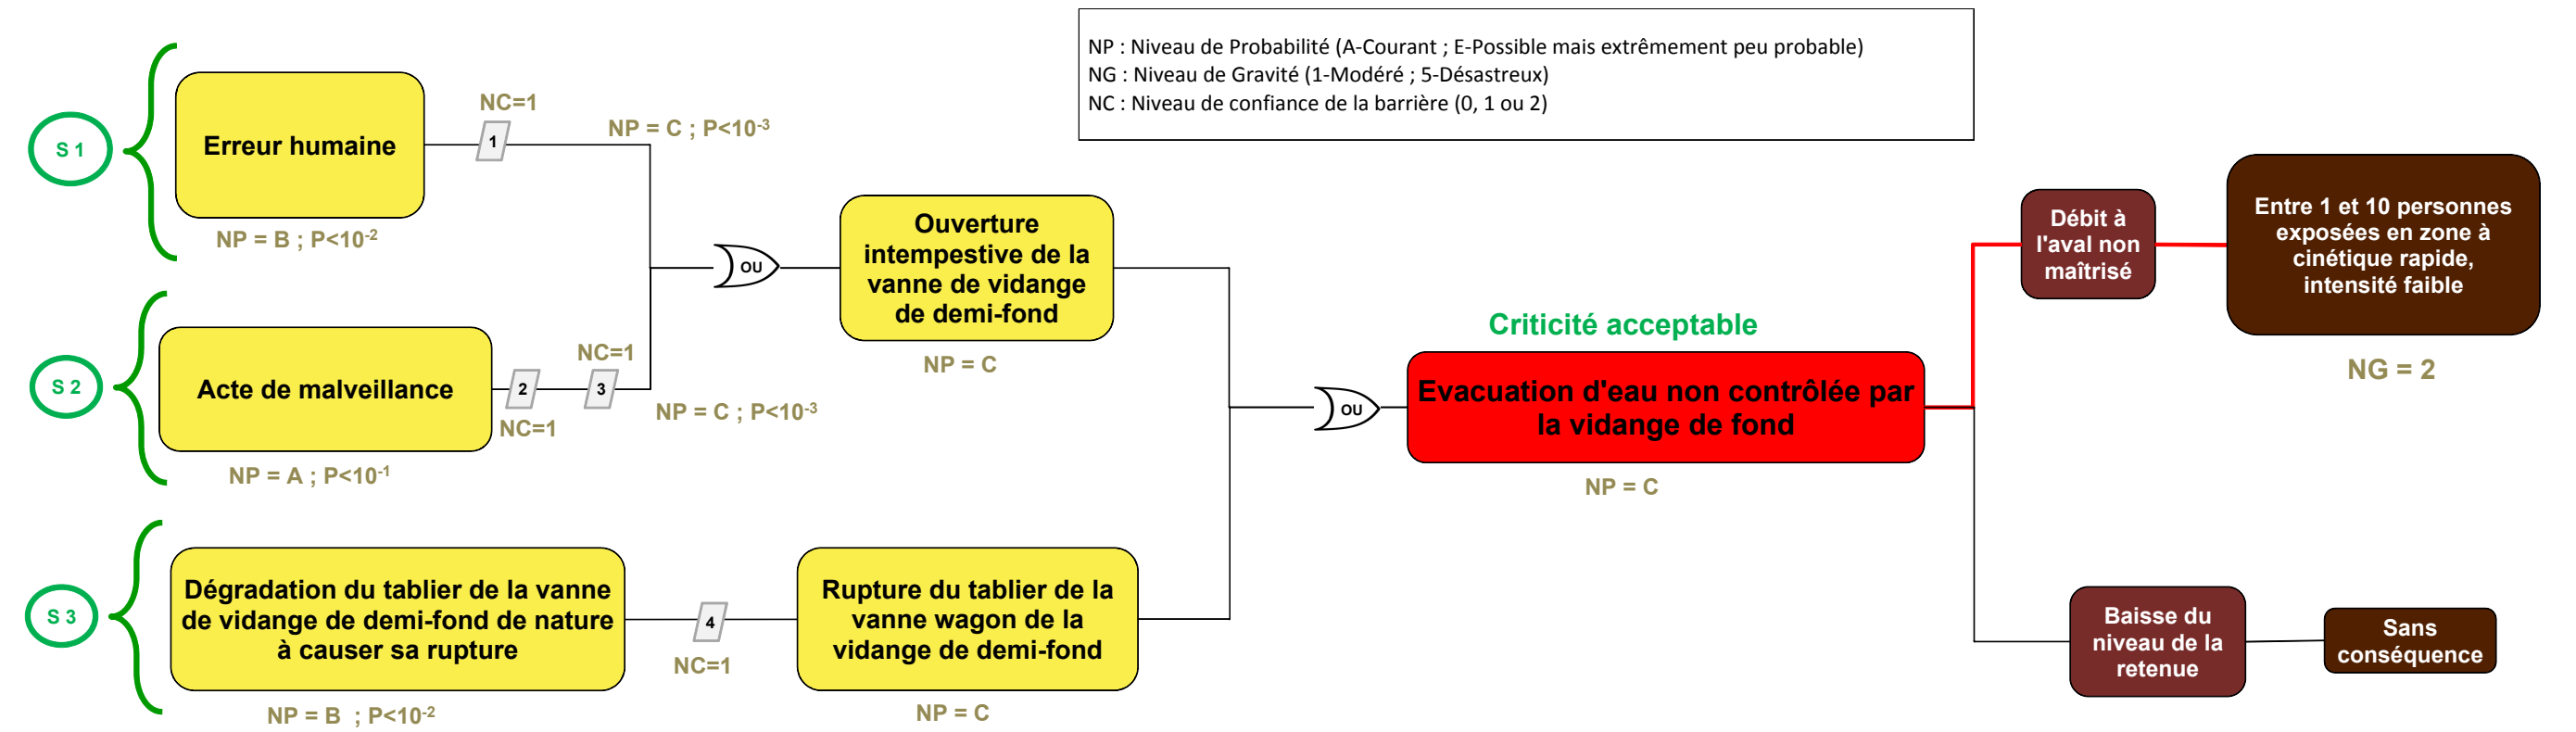 NP : Niveau de Probabilité (A-Courant ; E-Possible mais extrêmement peu probable)
NG : Niveau de Gravité (1-Modéré ; 5-Désastreux)
NC : Niveau de confiance de la barrière (0, 1 ou 2)
S 1
Erreur humaine
NP = B ; P<10⁻²
NC=1
1
NP = C ; P<10⁻³
S 2
Acte de malveillance
NP = A ; P<10⁻¹
2
NC=1
NC=1
3
NP = C ; P<10⁻³
OU
Ouverture
intempestive de la
vanne de vidange
de demi-fond
NP = C
S 3
Dégradation du tablier de la vanne
de vidange de demi-fond de nature
à causer sa rupture
NP = B ; P<10⁻²
4
NC=1
Rupture du tablier de la
vanne wagon de la
vidange de demi-fond
NP = C
OU
Criticité acceptable
Evacuation d'eau non contrôlée par
la vidange de fond
NP = C
Débit à
l'aval non
maîtrisé
Entre 1 et 10 personnes
exposées en zone à
cinétique rapide,
intensité faible
NG = 2
Baisse du
niveau de la
retenue
Sans
conséquence